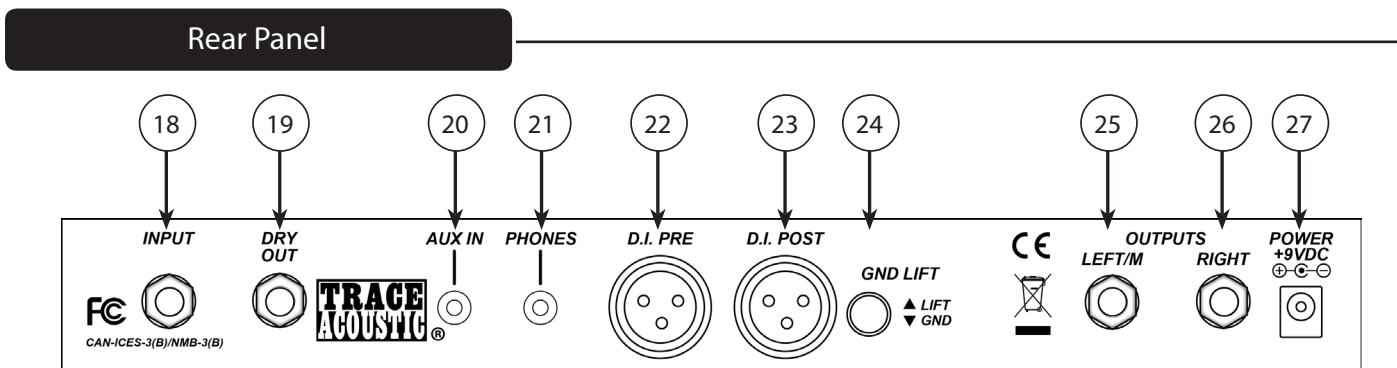 Rear Panel
18 19 20 21 22 23 24 25 26 27
INPUT DRY OUT AUX IN PHONES D.I. PRE D.I. POST GND LIFT
▲ LIFT
▼ GND
CE
OUTPUTS
LEFT/M RIGHT
POWER
+9VDC
FC
CAN-ICES-3(B)/NMB-3(B)
TRACE
ACOUSTIC®